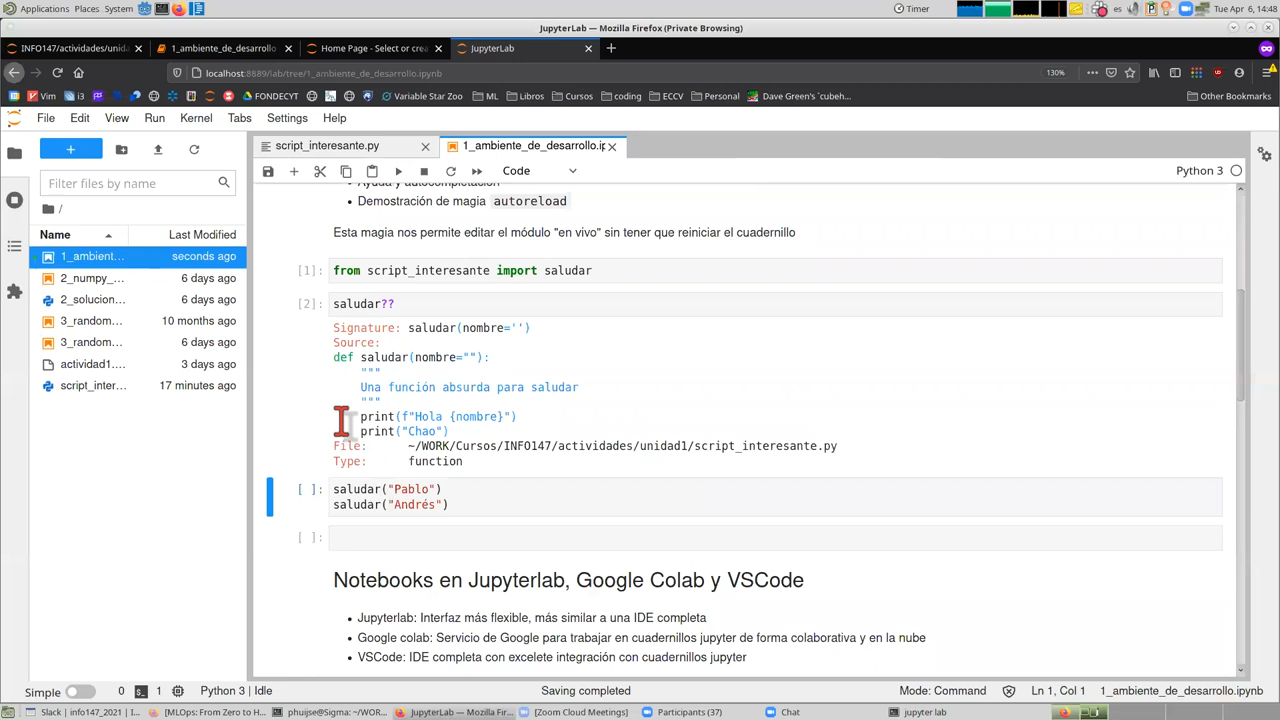 Applications Places System Timer es Tue Apr 6, 14:48
JupyterLab — Mozilla Firefox (Private Browsing)
INFO147/actividades/unida 1_ambiente_de_desarrollo Home Page - Select or crea JupyterLab
localhost:8889/lab/tree/1_ambiente_de_desarrollo.ipynb 130%
Vim i3 FONDECYT Variable Star Zoo ML Libros Cursos coding ECCV Personal Dave Green's 'cubeh... Other Bookmarks
File Edit View Run Kernel Tabs Settings Help
script_interesante.py 1_ambiente_de_desarrollo.ip
Code Python 3
Filter files by name
/
Name Last Modified
1_ambient... seconds ago
2_numpy_... 6 days ago
2_solucion... 6 days ago
3_random... 10 months ago
3_random... 6 days ago
actividad1.... 3 days ago
script_inter... 17 minutes ago
Ayuda y autocompletación
Demostración de magia autoreload
Esta magia nos permite editar el módulo "en vivo" sin tener que reiniciar el cuadernillo
[1]: from script_interesante import saludar
[2]: saludar??
Signature: saludar(nombre='')
Source:
def saludar(nombre=""):
"""
Una función absurda para saludar
"""
print(f"Hola {nombre}")
print("Chao")
File: ~/WORK/Cursos/INFO147/actividades/unidad1/script_interesante.py
Type: function
[ ]: saludar("Pablo")
saludar("Andrés")
[ ]:
Notebooks en Jupyterlab, Google Colab y VSCode
Jupyterlab: Interfaz más flexible, más similar a una IDE completa
Google colab: Servicio de Google para trabajar en cuadernillos jupyter de forma colaborativa y en la nube
VSCode: IDE completa con excelete integración con cuadernillos jupyter
Simple 0 1 Python 3 | Idle Saving completed Mode: Command Ln 1, Col 1 1_ambiente_de_desarrollo.ipynb
Slack | info147_2021 | I... [MLOps: From Zero to H... phuijse@Sigma: ~/WOR... JupyterLab — Mozilla Fir... [Zoom Cloud Meetings] Participants (37) Chat jupyter lab